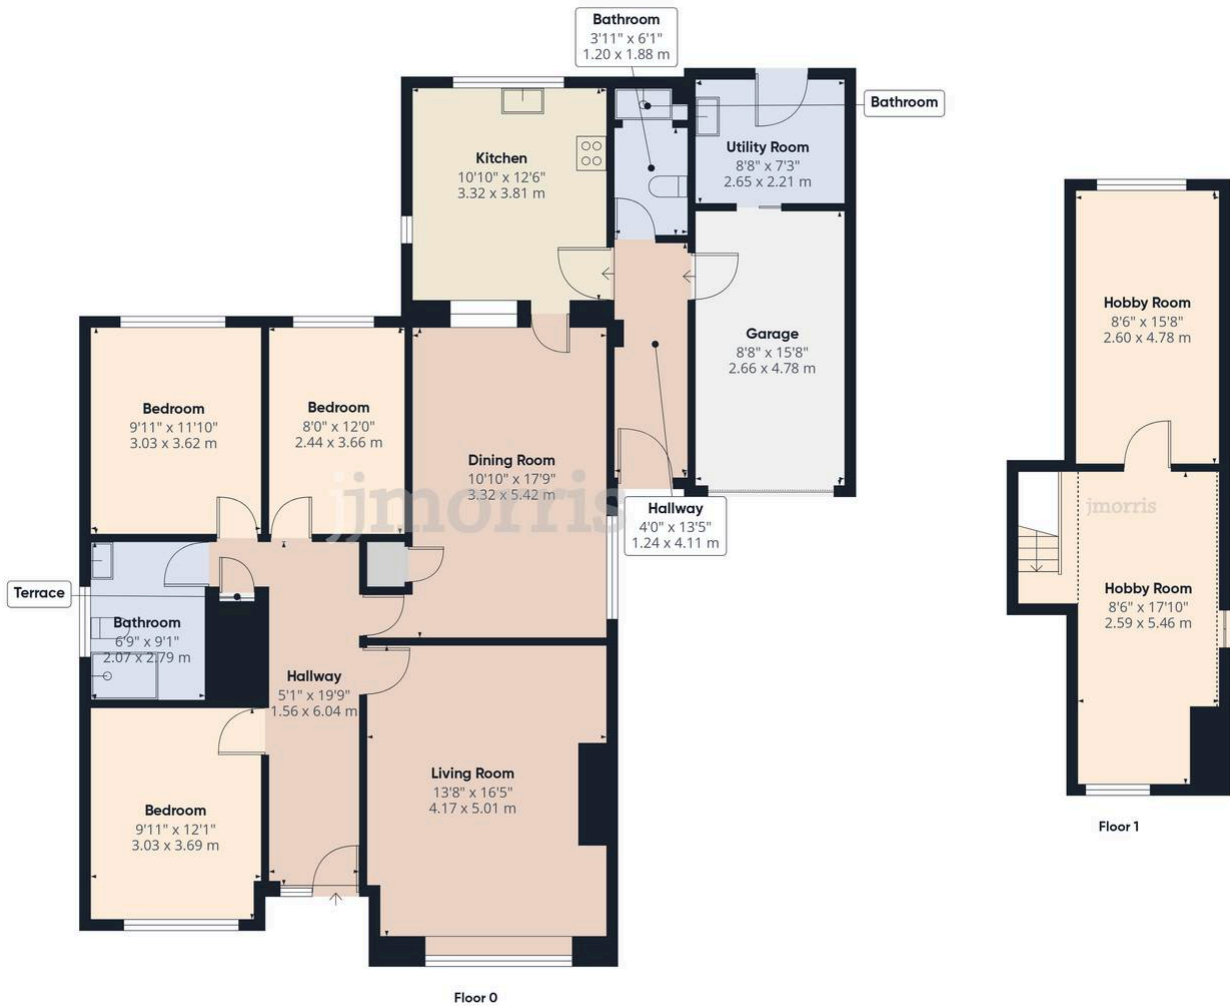 Bathroom
3'11" x 6'1"
1.20 x 1.88 m
Bathroom
Kitchen
10'10" x 12'6"
3.32 x 3.81 m
Utility Room
8'8" x 7'3"
2.65 x 2.21 m
Garage
8'8" x 15'8"
2.66 x 4.78 m
Hobby Room
8'6" x 15'8"
2.60 x 4.78 m
Bedroom
9'11" x 11'10"
3.03 x 3.62 m
Bedroom
8'0" x 12'0"
2.44 x 3.66 m
Dining Room
10'10" x 17'9"
3.32 x 5.42 m
jjmorris
Hallway
4'0" x 13'5"
1.24 x 4.11 m
jmorris
Hobby Room
8'6" x 17'10"
2.59 x 5.46 m
Terrace
Bathroom
6'9" x 9'1"
2.07 x 2.79 m
Hallway
5'1" x 19'9"
1.56 x 6.04 m
Living Room
13'8" x 16'5"
4.17 x 5.01 m
Bedroom
9'11" x 12'1"
3.03 x 3.69 m
Floor 1
Floor 0